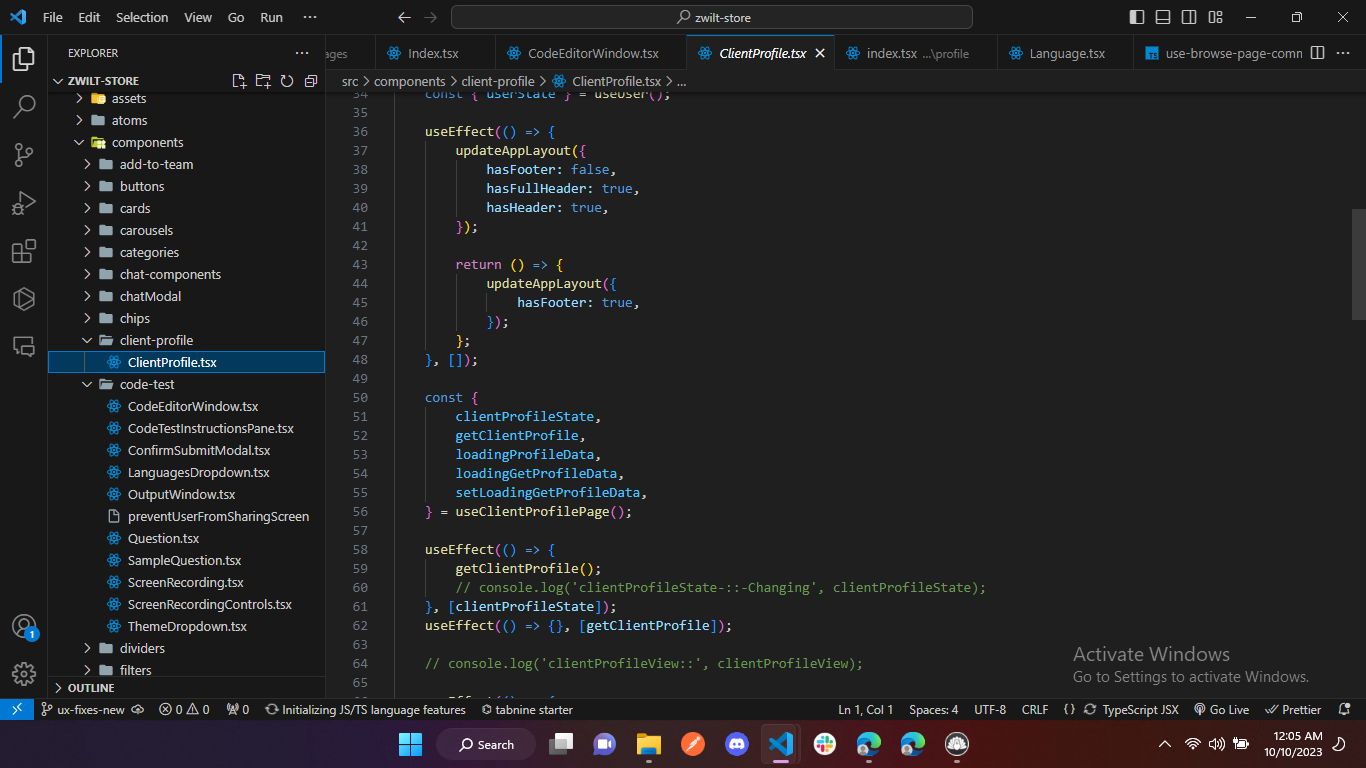 File Edit Selection View Go Run ···
zwilt-store
EXPLORER ···
ZWILT-STORE
assets
atoms
components
add-to-team
buttons
cards
carousels
categories
chat-components
chatModal
chips
client-profile
ClientProfile.tsx
code-test
CodeEditorWindow.tsx
CodeTestInstructionsPane.tsx
ConfirmSubmitModal.tsx
LanguagesDropdown.tsx
OutputWindow.tsx
preventUserFromSharingScreen
Question.tsx
SampleQuestion.tsx
ScreenRecording.tsx
ScreenRecordingControls.tsx
ThemeDropdown.tsx
dividers
filters
OUTLINE
ages Index.tsx CodeEditorWindow.tsx ClientProfile.tsx index.tsx ...\profile Language.tsx TS use-browse-page-comm ···
src > components > client-profile > ClientProfile.tsx > ...
34 const { userState } = useUser();
35
36 useEffect(() => {
37 updateAppLayout({
38 hasFooter: false,
39 hasFullHeader: true,
40 hasHeader: true,
41 });
42
43 return () => {
44 updateAppLayout({
45 hasFooter: true,
46 });
47 };
48 }, []);
49
50 const {
51 clientProfileState,
52 getClientProfile,
53 loadingProfileData,
54 loadingGetProfileData,
55 setLoadingGetProfileData,
56 } = useClientProfilePage();
57
58 useEffect(() => {
59 getClientProfile();
60 // console.log('clientProfileState-::-Changing', clientProfileState);
61 }, [clientProfileState]);
62 useEffect(() => {}, [getClientProfile]);
63
64 // console.log('clientProfileView::', clientProfileView);
65
Activate Windows
Go to Settings to activate Windows.
1
ux-fixes-new 0 0 0 Initializing JS/TS language features tabnine starter Ln 1, Col 1 Spaces: 4 UTF-8 CRLF {} TypeScript JSX Go Live Prettier
Search
12:05 AM
10/10/2023